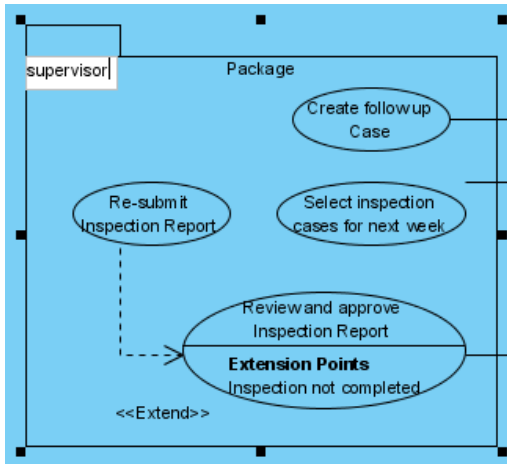 supervisor
Package
Create followup
Case
Re-submit
Inspection Report
Select inspection
cases for next week
Review and approve
Inspection Report
Extension Points
Inspection not completed
<<Extend>>